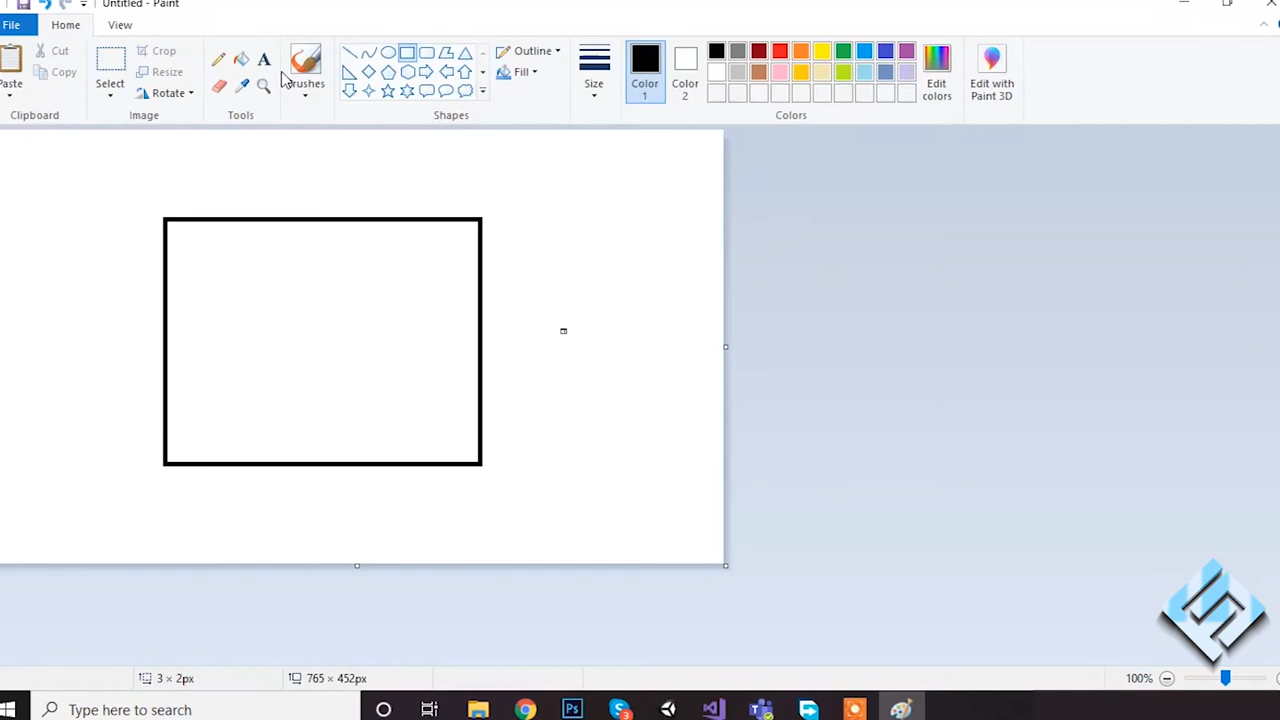 Untitled - Paint
File Home View
Paste
Cut
Copy
Clipboard
Select
Crop
Resize
Rotate
Image
A
Tools
Brushes
Outline
Fill
Shapes
Size
Color 1
Color 2
Edit colors
Colors
Edit with Paint 3D
3 × 2px 765 × 452px 100%
Type here to search
Ps S 3